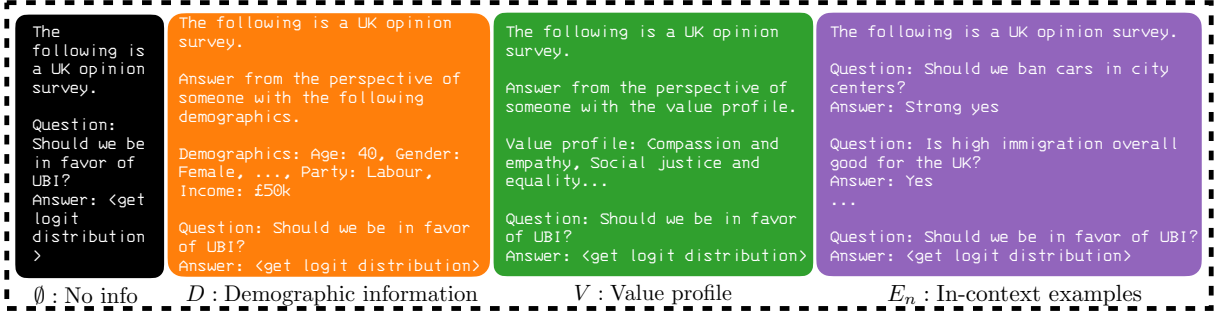 The
following is
a UK opinion
survey.
Question:
Should we be
in favor of
UBI?
Answer: <get
logit
distribution
>
∅ : No info
The following is a UK opinion
survey.
Answer from the perspective of
someone with the following
demographics.
Demographics: Age: 40, Gender:
Female, ..., Party: Labour,
Income: £50k
Question: Should we be in favor
of UBI?
Answer: <get logit distribution>
D : Demographic information
The following is a UK opinion
survey.
Answer from the perspective of
someone with the value profile.
Value profile: Compassion and
empathy, Social justice and
equality...
Question: Should we be in favor
of UBI?
Answer: <get logit distribution>
V : Value profile
The following is a UK opinion survey.
Question: Should we ban cars in city
centers?
Answer: Strong yes
Question: Is high immigration overall
good for the UK?
Answer: Yes
...
Question: Should we be in favor of UBI?
Answer: <get logit distribution>
Eₙ : In-context examples